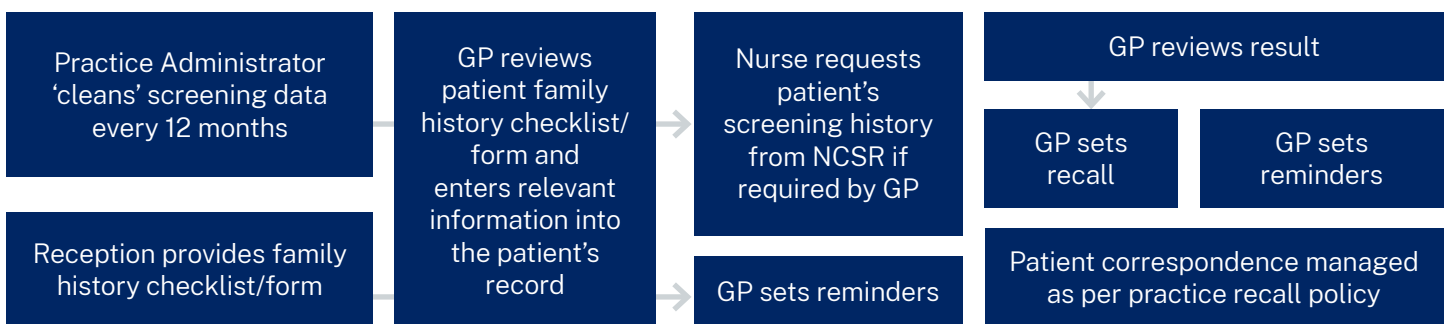 Practice Administrator
‘cleans’ screening data
every 12 months
Reception provides family
history checklist/form
GP reviews
patient family
history checklist/
form and
enters relevant
information into
the patient’s
record
Nurse requests
patient’s
screening history
from NCSR if
required by GP
GP sets reminders
GP reviews result
GP sets
recall
GP sets
reminders
Patient correspondence managed
as per practice recall policy